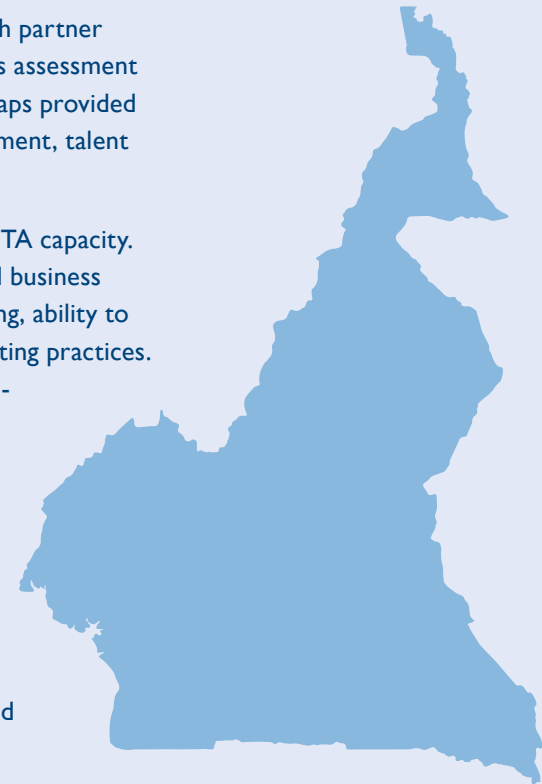 h partner
s assessment
aps provided
ment, talent
TA capacity.
l business
ng, ability to
ting practices.
-
d